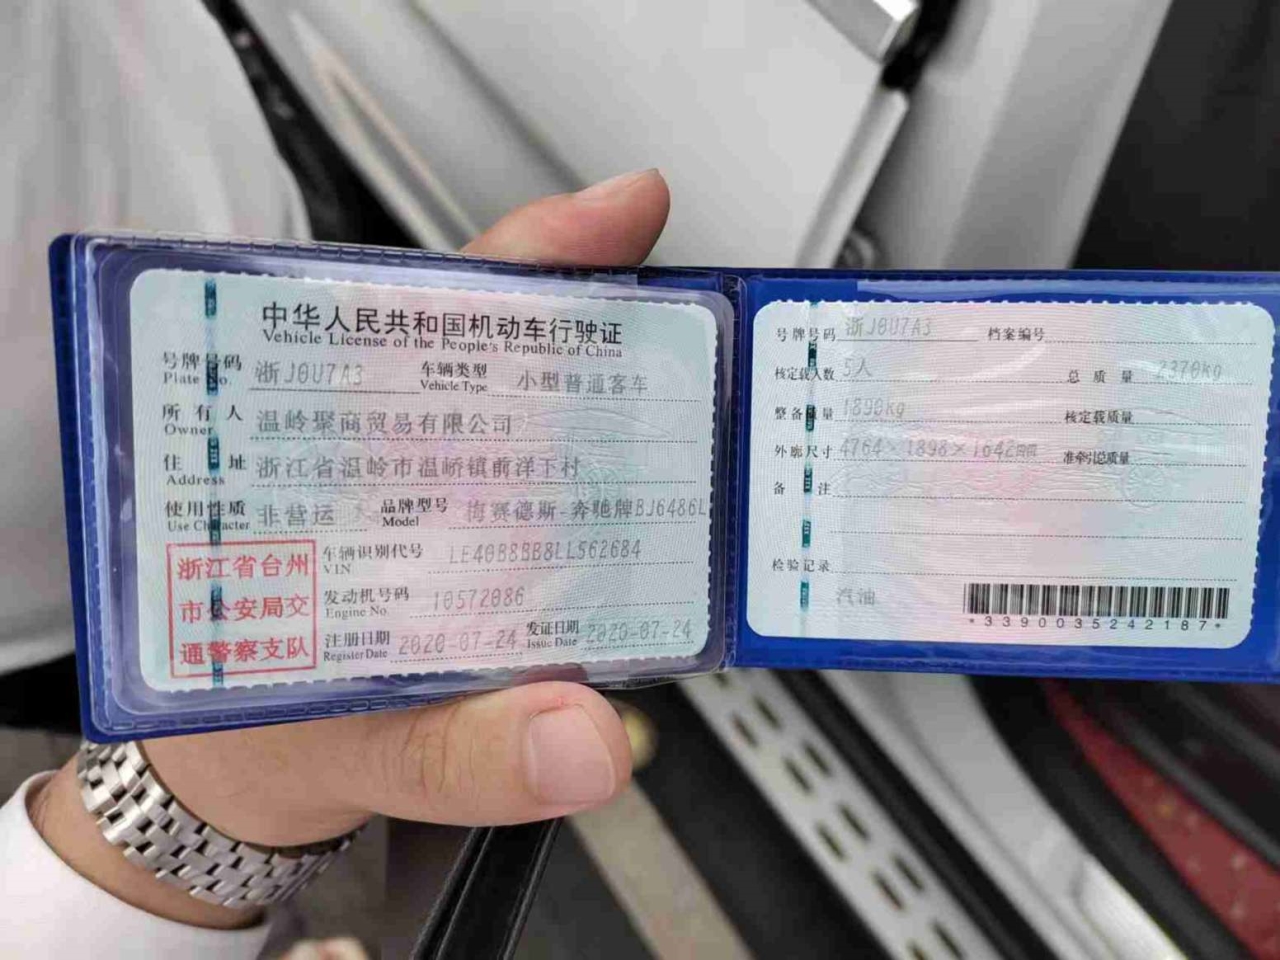 中华人民共和国机动车行驶证
Vehicle License of the People's Republic of China
号牌号码 浙J0U7A3 车辆类型 小型普通客车
Plate No. Vehicle Type
所有人 温岭聚商贸易有限公司
Owner
住址 浙江省温岭市温峤镇前洋下村
Address
使用性质 非营运 品牌型号 梅赛德斯-奔驰牌BJ6486L
Use Character Model
浙江省台州
市公安局交
通警察支队
车辆识别代号 LE40B8BB8LL562684
VIN
发动机号码 10572086
Engine No.
注册日期 2020-07-24 发证日期 2020-07-24
Register Date Issue Date
号牌号码 浙J0U7A3 档案编号
核定载人数 5人 总质量 2370kg
整备质量 1890kg 核定载质量
外廓尺寸 4764×1898×1642mm 准牵引总质量
备注
检验记录
汽油
*3390035242187*